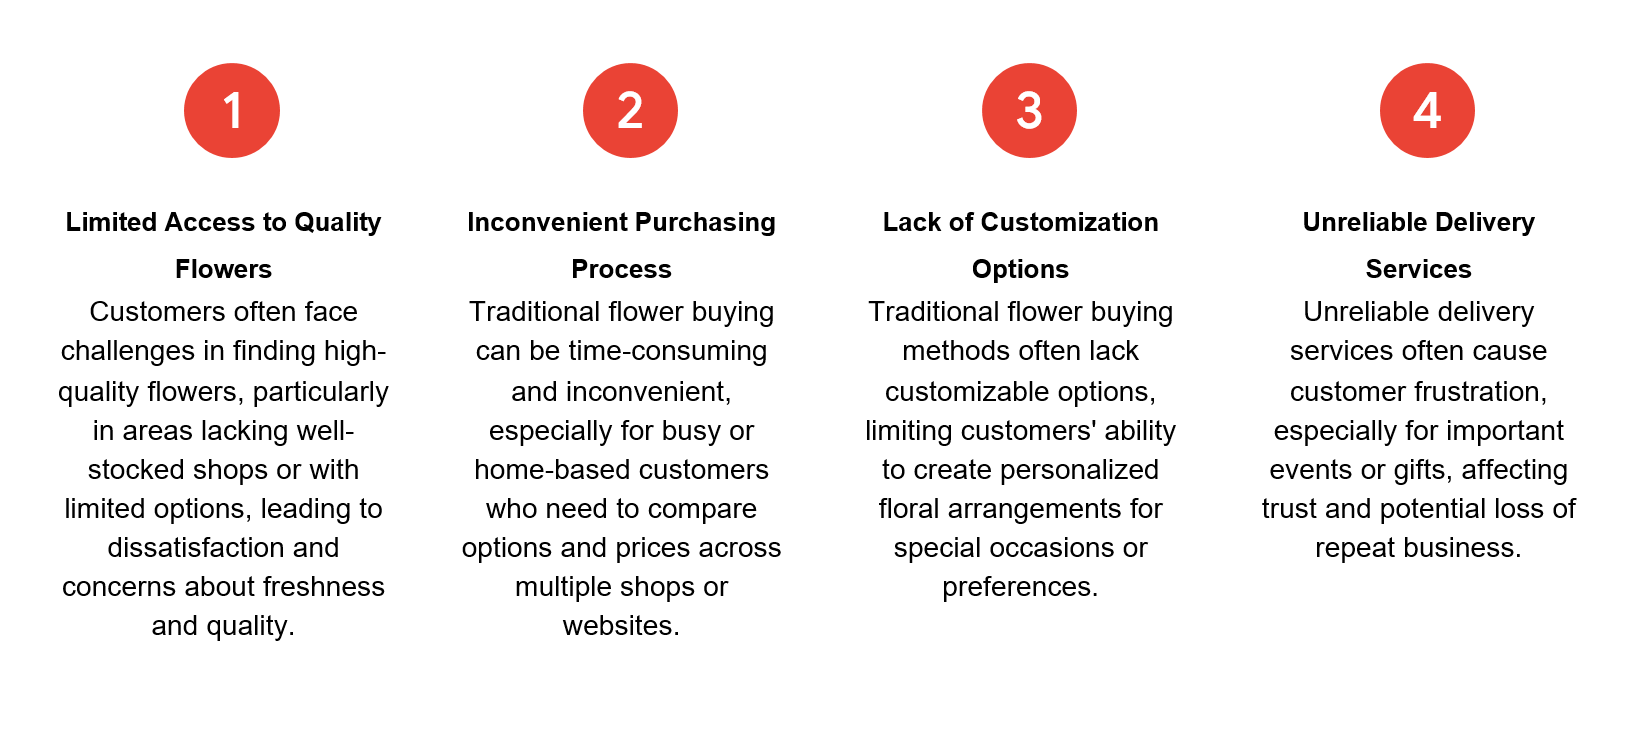 1
Limited Access to Quality
Flowers
Customers often face
challenges in finding high-
quality flowers, particularly
in areas lacking well-
stocked shops or with
limited options, leading to
dissatisfaction and
concerns about freshness
and quality.
2
Inconvenient Purchasing
Process
Traditional flower buying
can be time-consuming
and inconvenient,
especially for busy or
home-based customers
who need to compare
options and prices across
multiple shops or
websites.
3
Lack of Customization
Options
Traditional flower buying
methods often lack
customizable options,
limiting customers' ability
to create personalized
floral arrangements for
special occasions or
preferences.
4
Unreliable Delivery
Services
Unreliable delivery
services often cause
customer frustration,
especially for important
events or gifts, affecting
trust and potential loss of
repeat business.